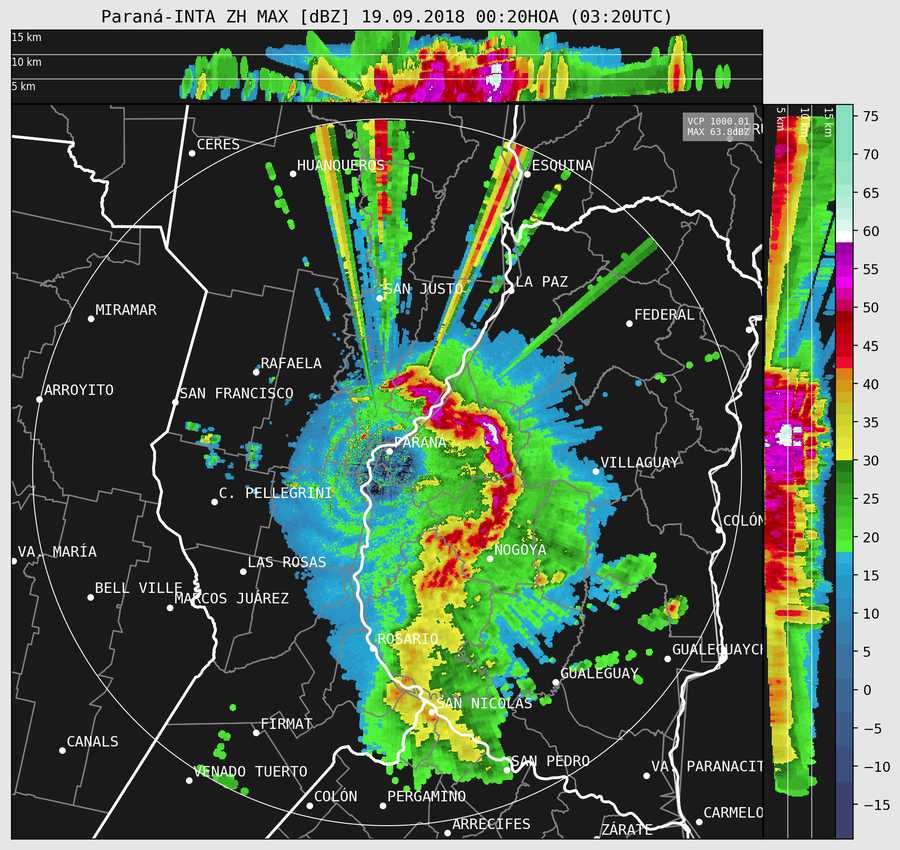 Paraná-INTA ZH MAX [dBZ] 19.09.2018 00:20HOA (03:20UTC)
15 km
10 km
5 km
5 km
10 km
15 km
VCP 1000.01
MAX 63.8dBZ
CERES
HUANQUEROS
ESQUINA
SAN JUSTO
LA PAZ
MIRAMAR
FEDERAL
RAFAELA
ARROYITO
SAN FRANCISCO
PARANÁ
VILLAGUAY
C. PELLEGRINI
COLÓN
VA. MARÍA
NOGOYA
LAS ROSAS
BELL VILLE
MARCOS JUÁREZ
ROSARIO
GUALEGUAYCH
GUALEGUAY
SAN NICOLÁS
FIRMAT
CANALS
SAN PEDRO
VA. PARANACIT
VENADO TUERTO
COLÓN
PERGAMINO
CARMELO
ARRECIFES
ZÁRATE
75
70
65
60
55
50
45
40
35
30
25
20
15
10
5
0
−5
−10
−15